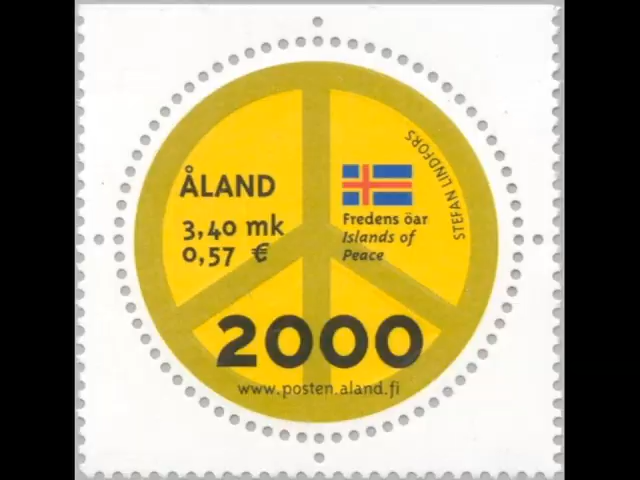 ÅLAND
3,40 mk
0,57 €
Fredens öar
Islands of
Peace
STEFAN LINDFORS
2000
www.posten.aland.fi